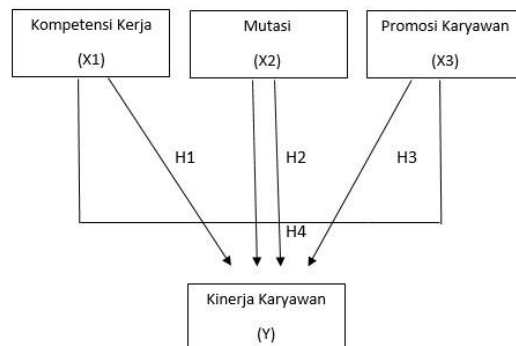 Kompetensi Kerja
(X1)
Mutasi
(X2)
Promosi Karyawan
(X3)
H1
H2
H3
H4
Kinerja Karyawan
(Y)